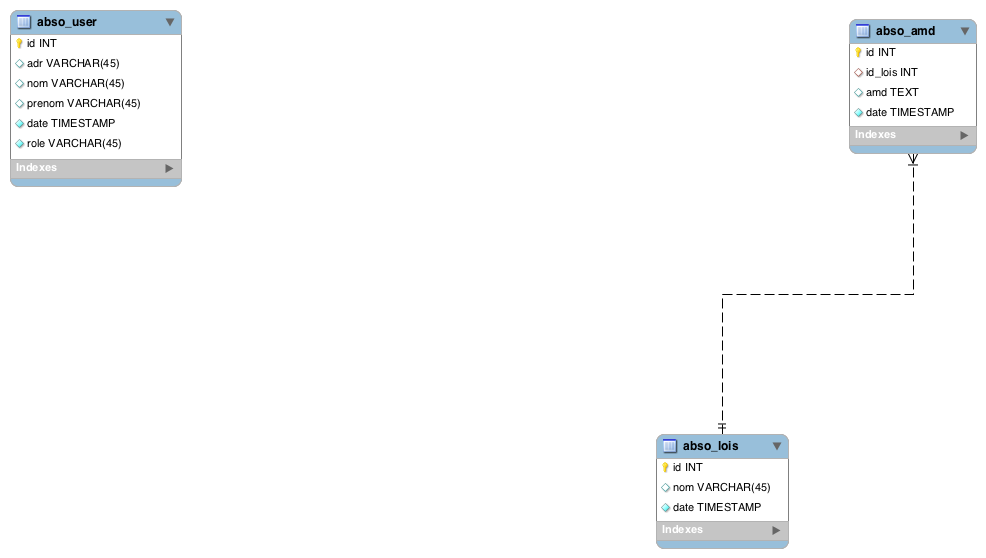 abso_user
id INT
adr VARCHAR(45)
nom VARCHAR(45)
prenom VARCHAR(45)
date TIMESTAMP
role VARCHAR(45)
Indexes
abso_amd
id INT
id_lois INT
amd TEXT
date TIMESTAMP
Indexes
abso_lois
id INT
nom VARCHAR(45)
date TIMESTAMP
Indexes